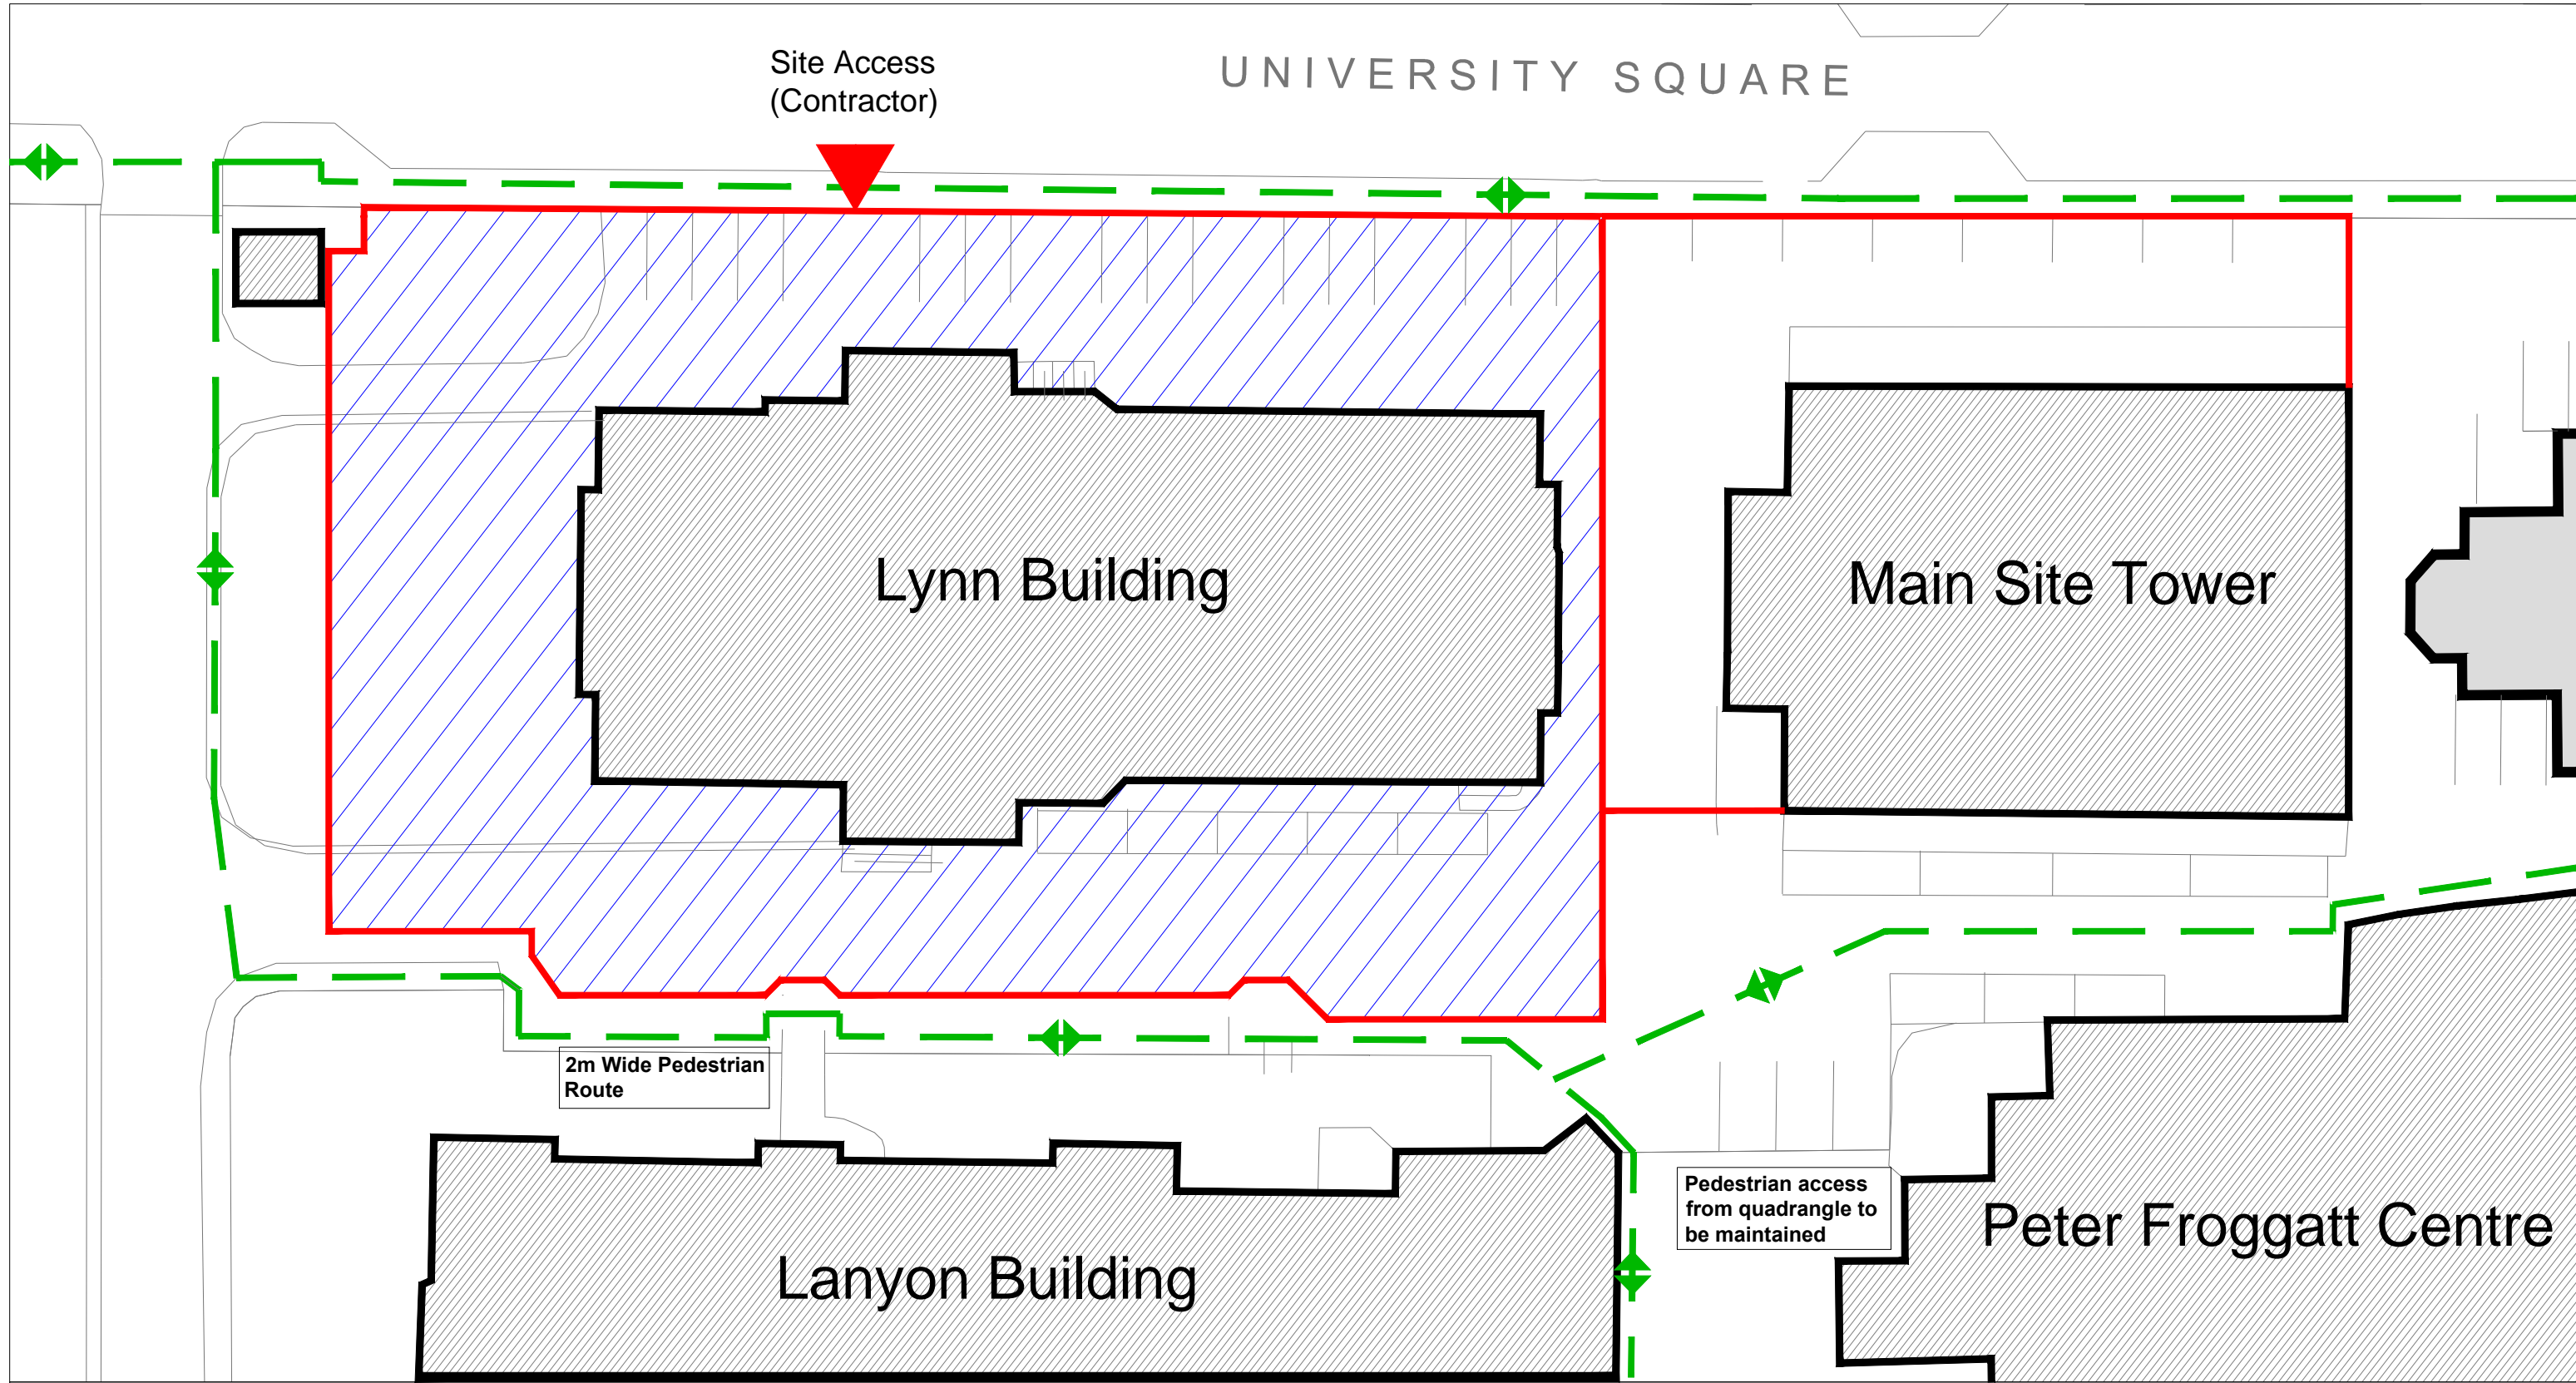 Site Access
(Contractor)
UNIVERSITY SQUARE
Lynn Building
Main Site Tower
2m Wide Pedestrian
Route
Pedestrian access
from quadrangle to
be maintained
Lanyon Building
Peter Froggatt Centre